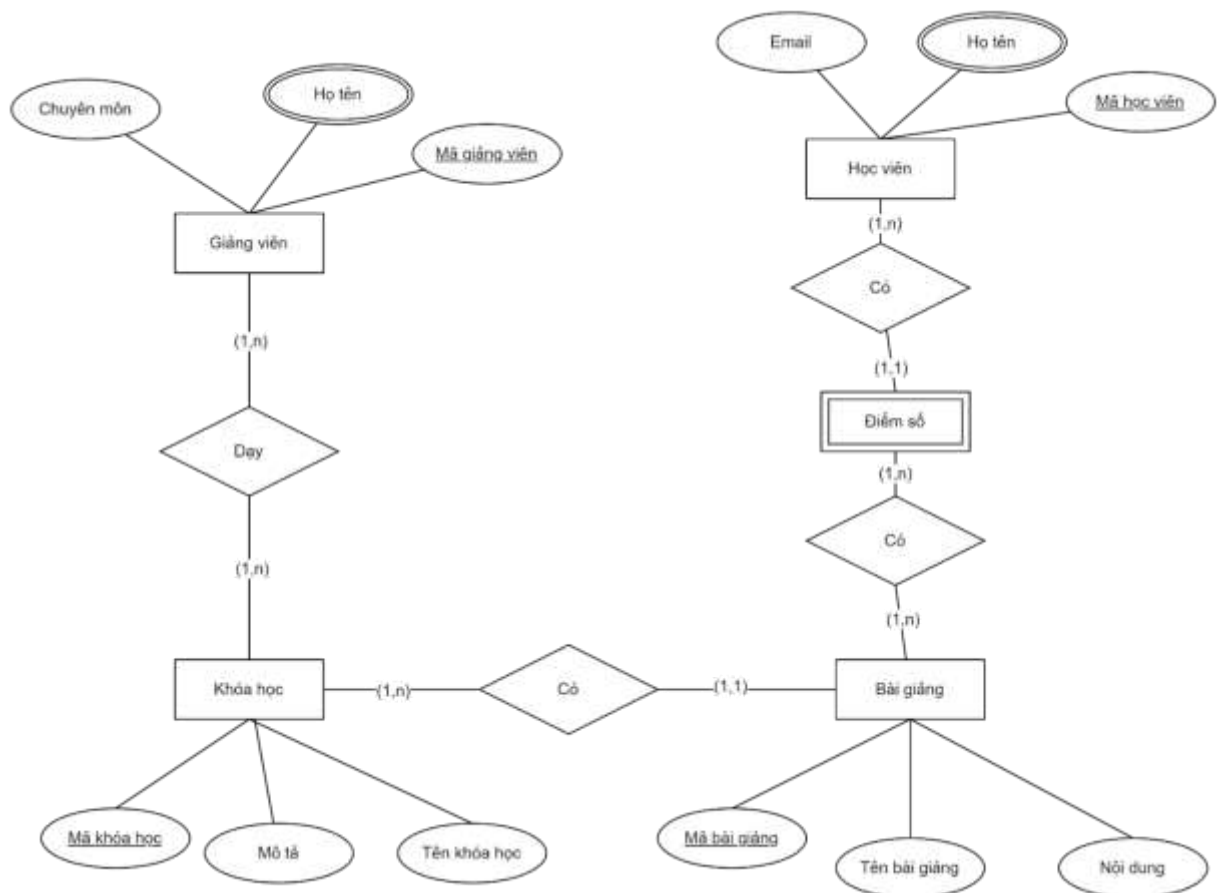 Email
Họ tên
Mã học viên
Học viên
(1,n)
Có
(1,1)
Điểm số
(1,n)
Có
(1,n)
Chuyên môn
Họ tên
Mã giảng viên
Giảng viên
(1,n)
Dạy
(1,n)
Khóa học
(1,n)
Có
(1,1)
Bài giảng
Mã khóa học
Mô tả
Tên khóa học
Mã bài giảng
Tên bài giảng
Nội dung